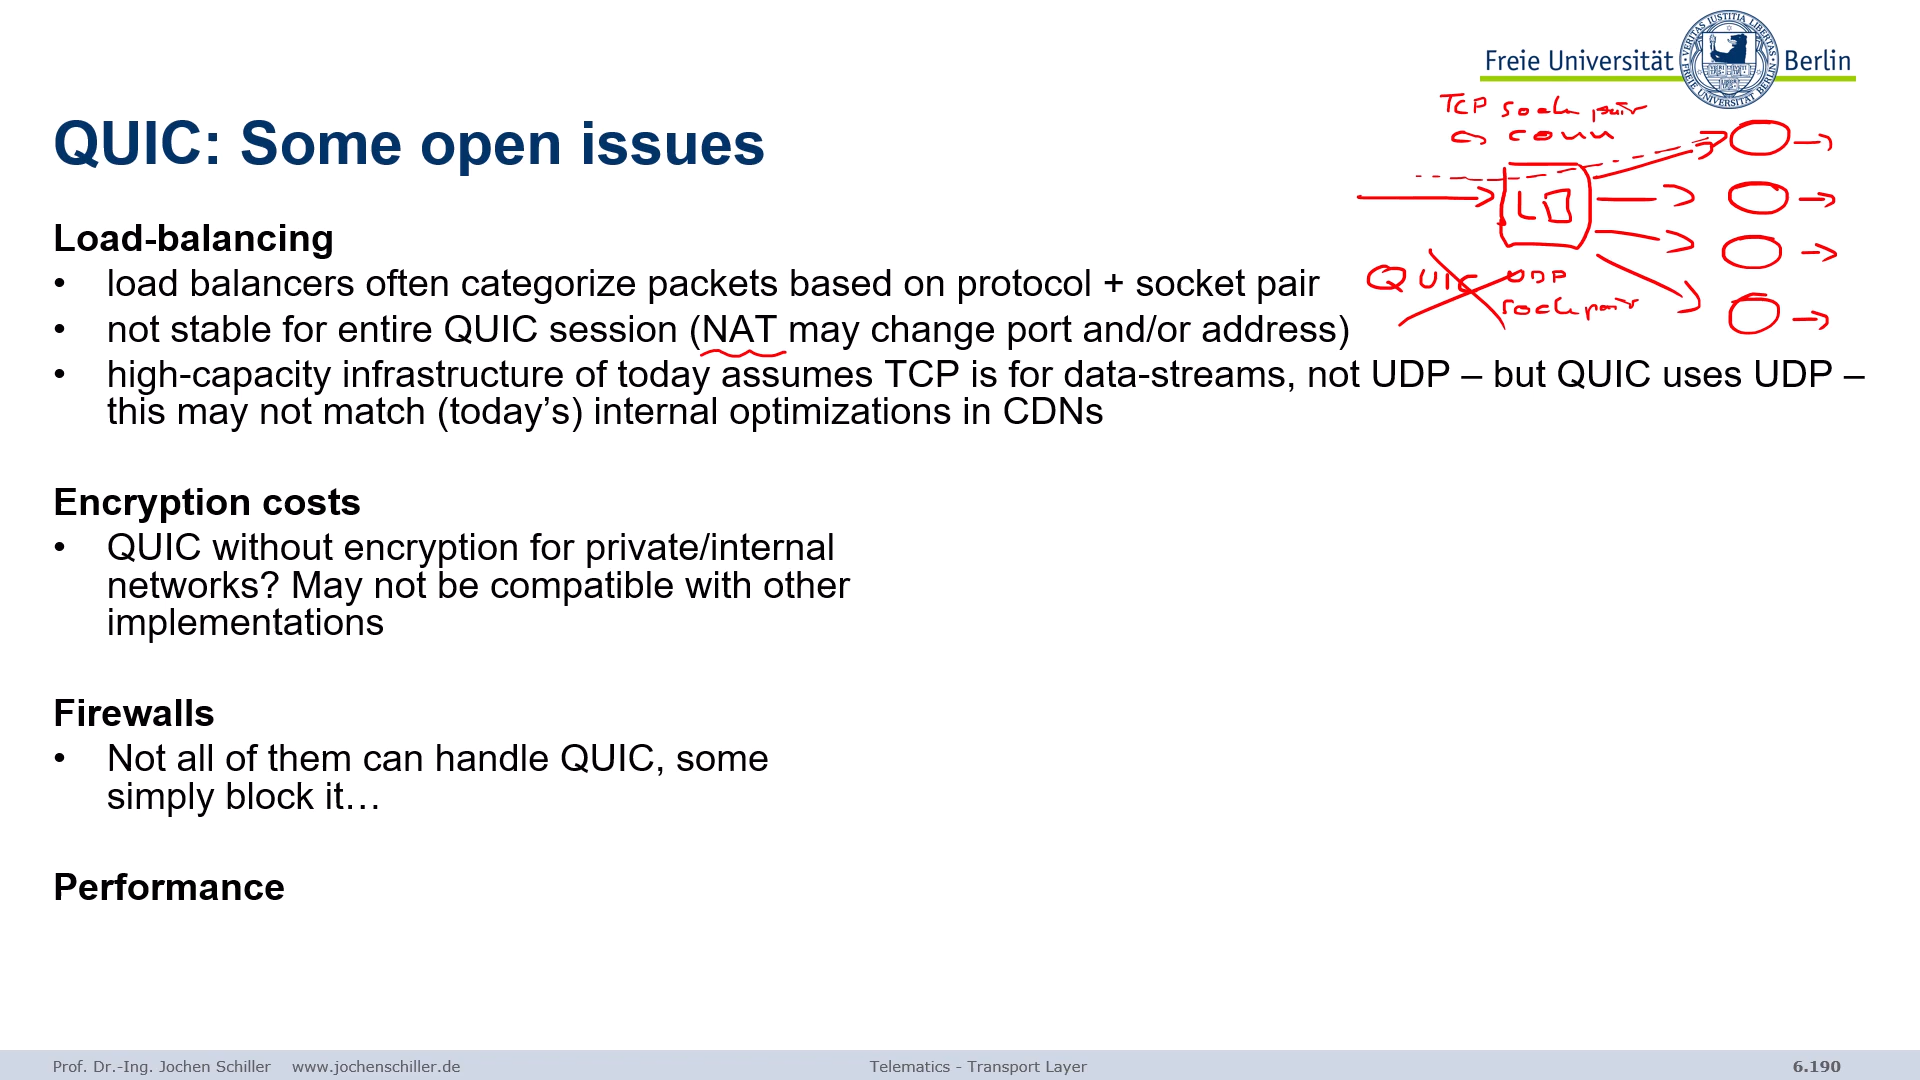 Freie Universität Berlin
TCP sock pair
conn
QUIC: Some open issues
Load-balancing
• load balancers often categorize packets based on protocol + socket pair
QUIC UDP
sock pair
• not stable for entire QUIC session (NAT may change port and/or address)
• high-capacity infrastructure of today assumes TCP is for data-streams, not UDP – but QUIC uses UDP –
this may not match (today’s) internal optimizations in CDNs
Encryption costs
• QUIC without encryption for private/internal
networks? May not be compatible with other
implementations
Firewalls
• Not all of them can handle QUIC, some
simply block it…
Performance
Prof. Dr.-Ing. Jochen Schiller www.jochenschiller.de Telematics - Transport Layer 6.190